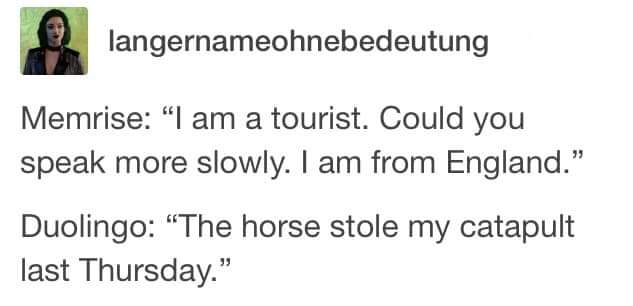 langernameohnebedeutung
Memrise: “I am a tourist. Could you
speak more slowly. I am from England.”
Duolingo: “The horse stole my catapult
last Thursday.”